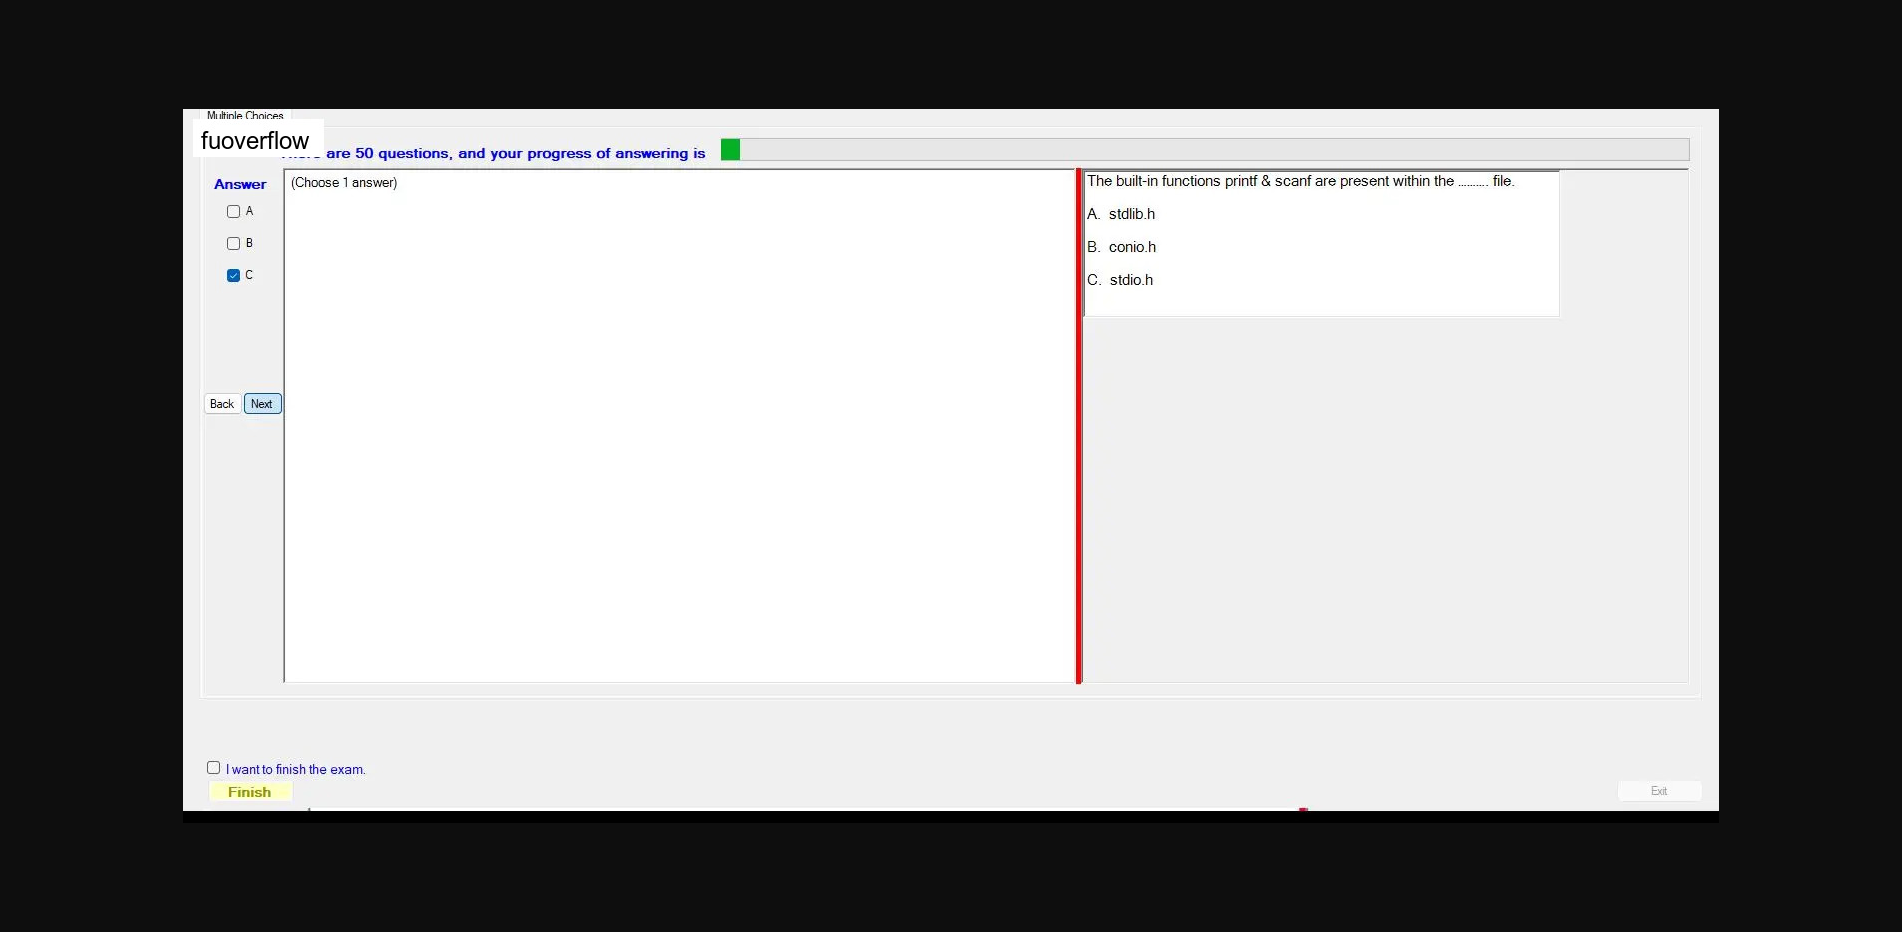 Multiple Choices
fuoverflow
are 50 questions, and your progress of answering is
Answer
(Choose 1 answer)
A
B
C
The built-in functions printf & scanf are present within the .......... file.
A. stdlib.h
B. conio.h
C. stdio.h
Back Next
I want to finish the exam.
Finish
Exit